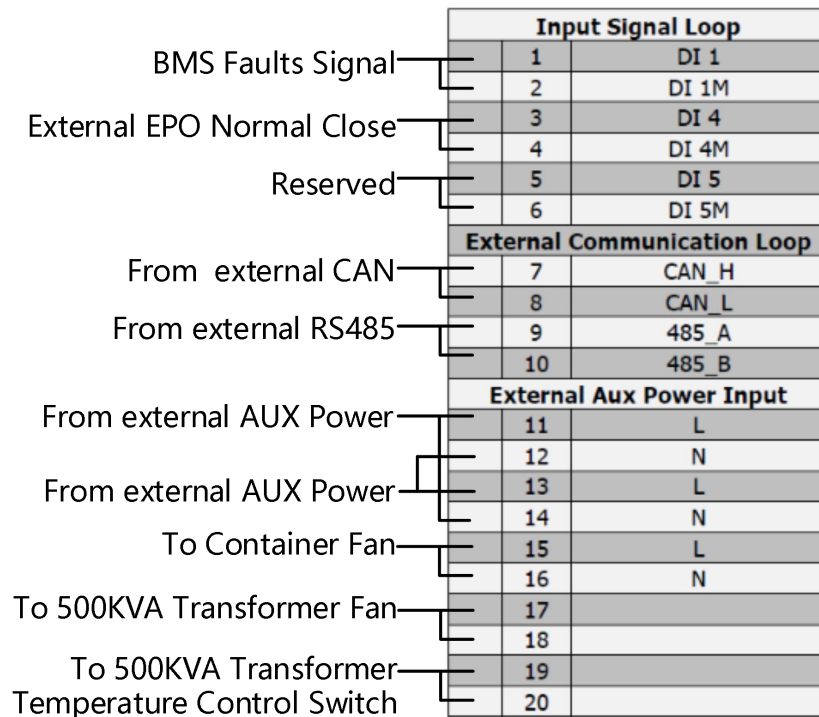 Input Signal Loop
BMS Faults Signal
1 DI 1
2 DI 1M
External EPO Normal Close
3 DI 4
4 DI 4M
Reserved
5 DI 5
6 DI 5M
External Communication Loop
From external CAN
7 CAN_H
8 CAN_L
From external RS485
9 485_A
10 485_B
External Aux Power Input
From external AUX Power
11 L
12 N
From external AUX Power
13 L
14 N
To Container Fan
15 L
16 N
To 500KVA Transformer Fan
17
18
To 500KVA Transformer
Temperature Control Switch
19
20